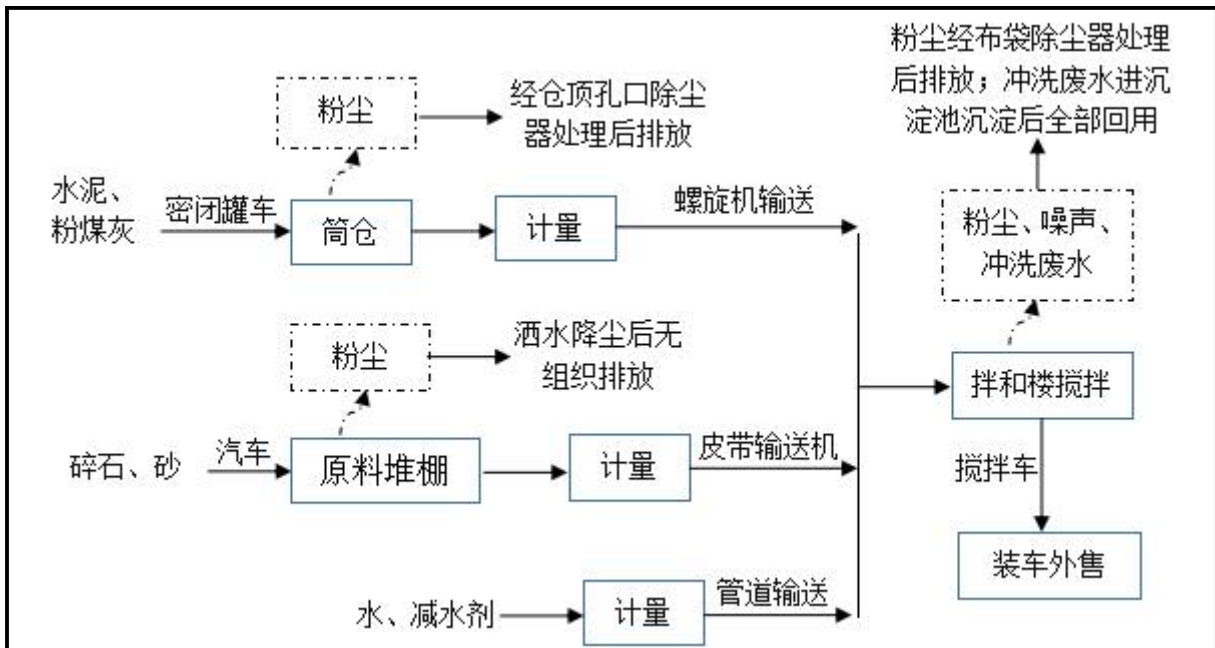 粉尘经布袋除尘器处理
后排放；冲洗废水进沉
淀池沉淀后全部回用
粉尘
经仓顶孔口除尘
器处理后排放
水泥、
粉煤灰
密闭罐车
筒仓
计量
螺旋机输送
粉尘、噪声、
冲洗废水
粉尘
洒水降尘后无
组织排放
拌和楼搅拌
碎石、砂
汽车
原料堆棚
计量
皮带输送机
搅拌车
装车外售
水、减水剂
计量
管道输送